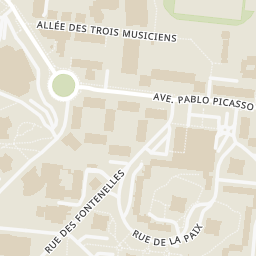 ALLÉE DES TROIS MUSICIENS
AVE. PABLO PICASSO
RUE DES FONTENELLES
RUE DE LA PAIX